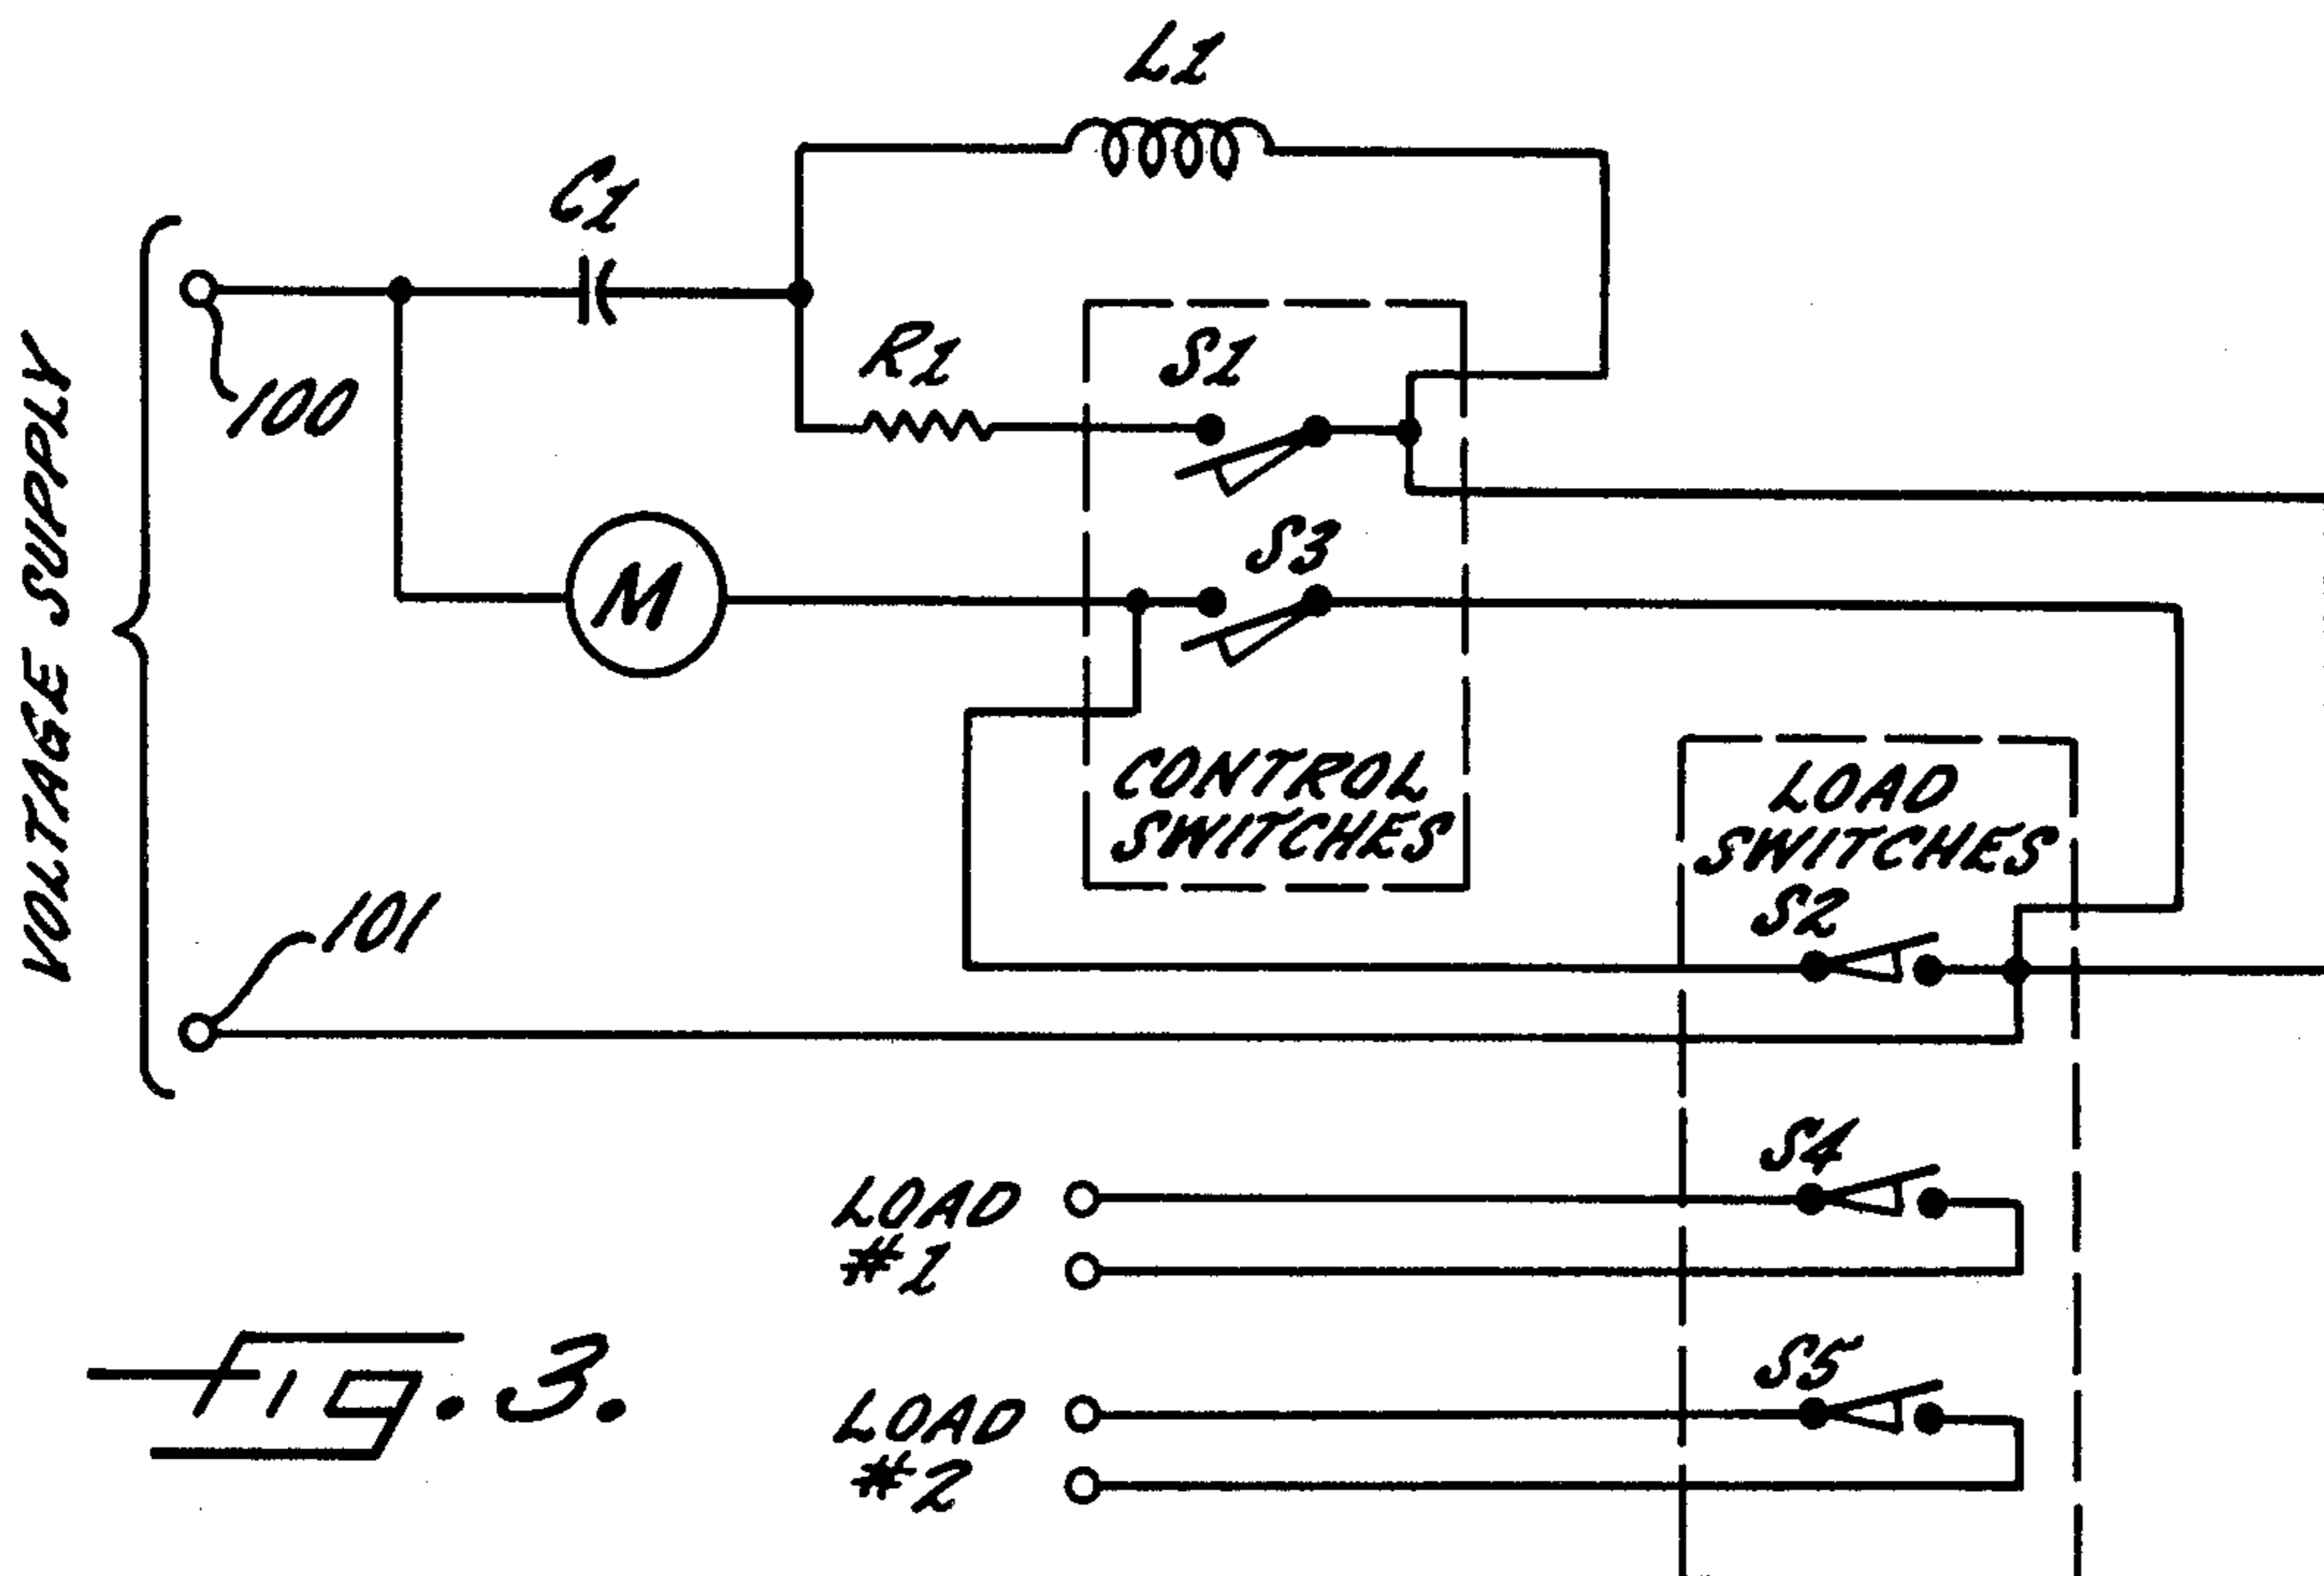 L1
C1
R1
S1
100
VOLTAGE SUPPLY
S3
M
CONTROL
SWITCHES
LOAD
SWITCHES
S2
101
S4
LOAD
#1
S5
LOAD
#2
Fig. 3.